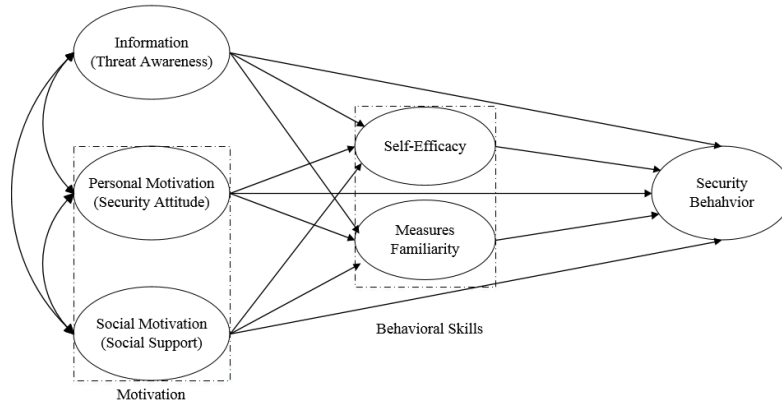 Information
(Threat Awareness)
Self-Efficacy
Personal Motivation
(Security Attitude)
Security
Behahvior
Measures
Familiarity
Social Motivation
(Social Support)
Behavioral Skills
Motivation